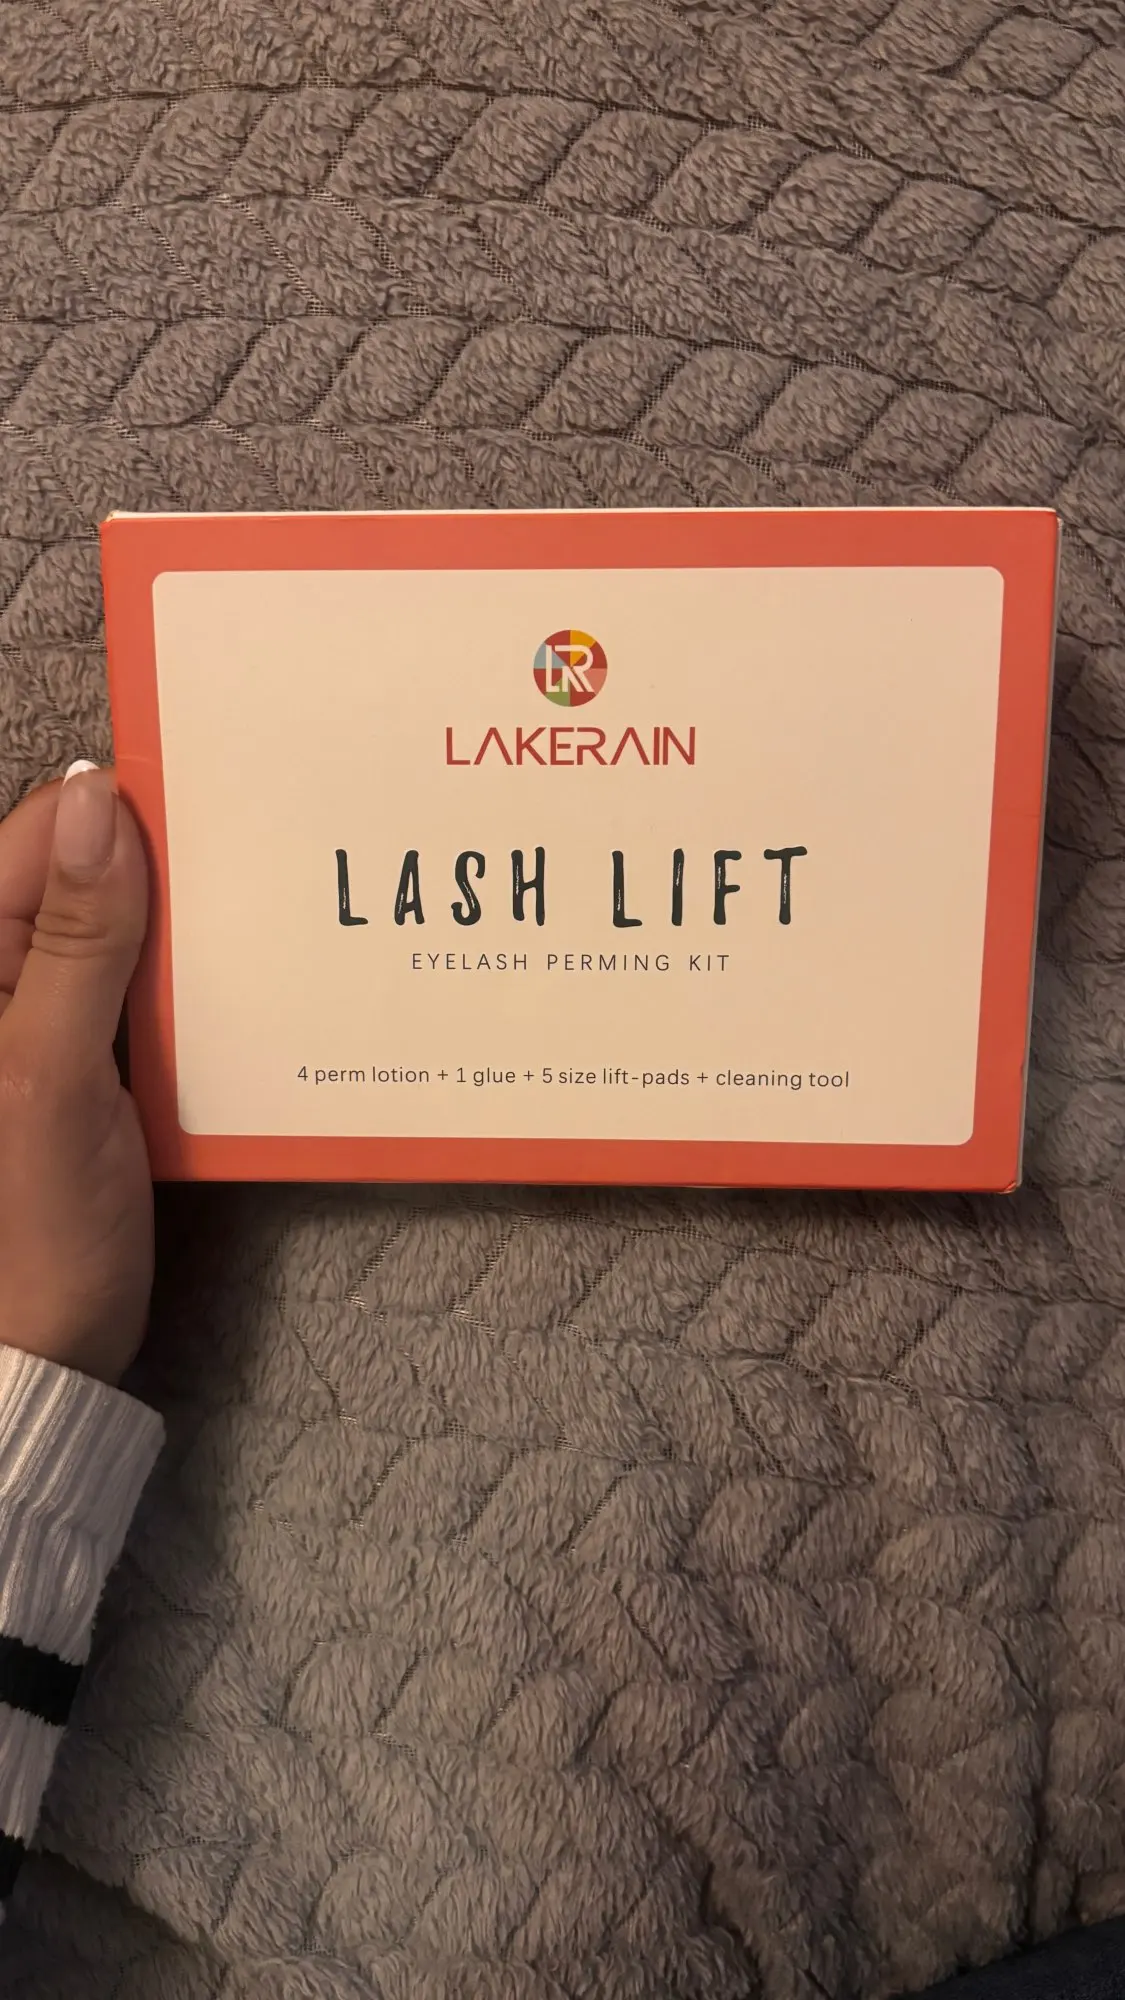 LR
LAKERAIN
LASH LIFT
EYELASH PERMING KIT
4 perm lotion + 1 glue + 5 size lift-pads + cleaning tool